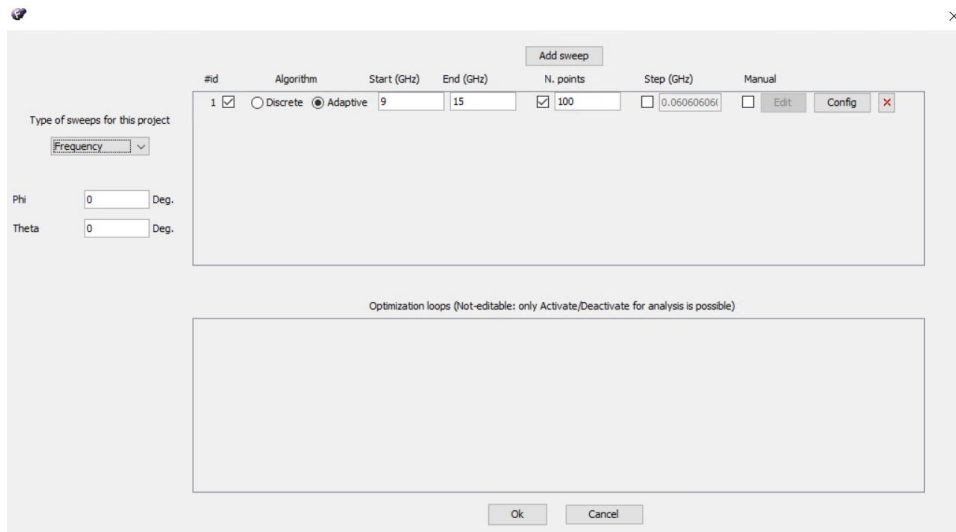 Add sweep
#id Algorithm Start (GHz) End (GHz) N. points Step (GHz) Manual
1 Discrete Adaptive 9 15 100 0.06060606( Edit Config
Type of sweeps for this project
Frequency
Phi 0 Deg.
Theta 0 Deg.
Optimization loops (Not-editable: only Activate/Deactivate for analysis is possible)
Ok Cancel